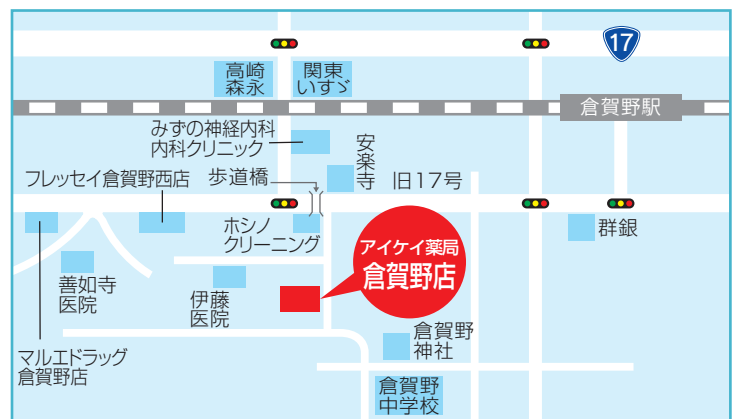 17
高崎
森永
関東
いすゞ
倉賀野駅
みずの神経内科
内科クリニック
安楽寺
フレッセイ倉賀野西店
歩道橋
旧17号
ホシノ
クリーニング
群銀
アイケイ薬局
倉賀野店
善如寺
医院
伊藤
医院
倉賀野
神社
マルエドラッグ
倉賀野店
倉賀野
中学校